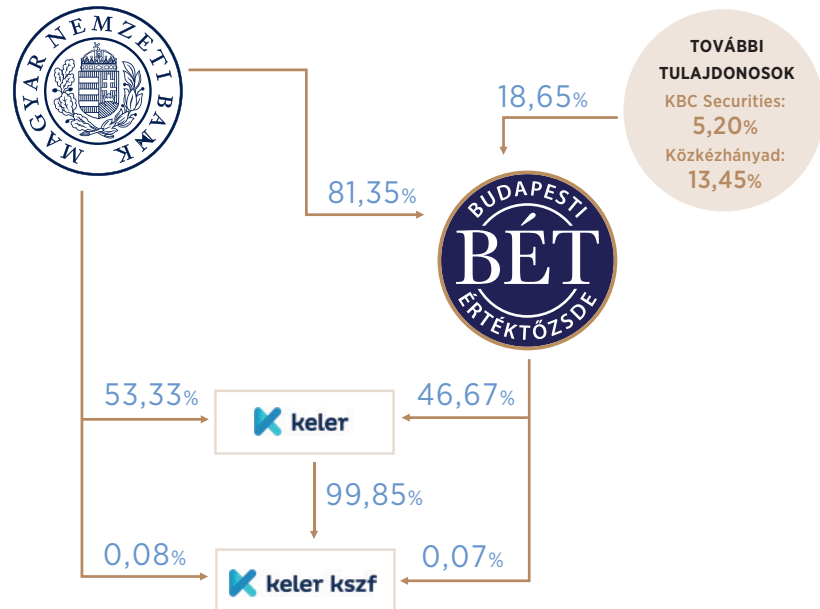 MAGYAR NEMZETI BANK
TOVÁBBI
TULAJDONOSOK
KBC Securities:
5,20%
Közkézhányad:
13,45%
18,65%
81,35%
BUDAPESTI
BÉT
ÉRTÉKTŐZSDE
53,33%
keler
46,67%
99,85%
0,08%
keler kszf
0,07%